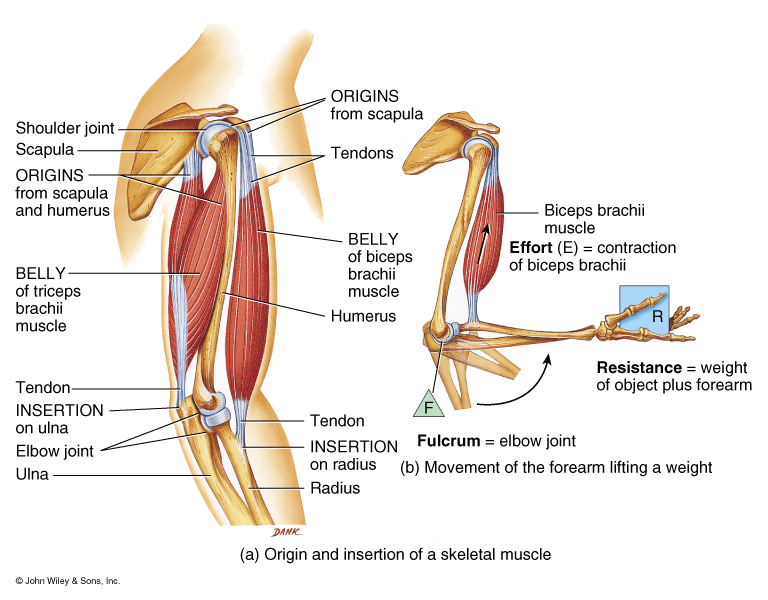 Shoulder joint
Scapula
ORIGINS
from scapula
and humerus
BELLY
of triceps
brachii
muscle
Tendon
INSERTION
on ulna
Elbow joint
Ulna
ORIGINS
from scapula
Tendons
BELLY
of biceps
brachii
muscle
Humerus
Tendon
INSERTION
on radius
Radius
DANK
(a) Origin and insertion of a skeletal muscle
Biceps brachii
muscle
Effort (E) = contraction
of biceps brachii
R
Resistance = weight
of object plus forearm
F
Fulcrum = elbow joint
(b) Movement of the forearm lifting a weight
© John Wiley & Sons, Inc.